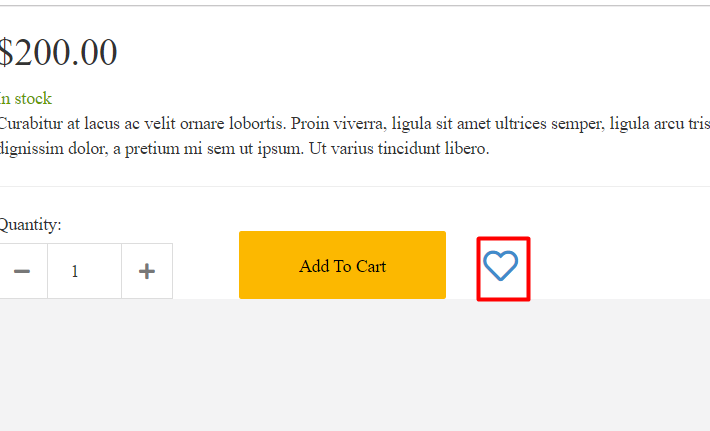 $200.00
In stock
Curabitur at lacus ac velit ornare lobortis. Proin viverra, ligula sit amet ultrices semper, ligula arcu
dignissim dolor, a pretium mi sem ut ipsum. Ut varius tincidunt libero.
Quantity:
− 1 + Add To Cart